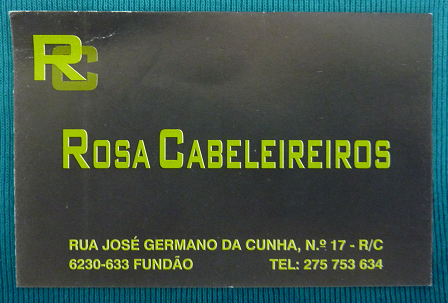 RC
ROSA CABELEIREIROS
RUA JOSÉ GERMANO DA CUNHA, N.º 17 - R/C
6230-633 FUNDÃO TEL: 275 753 634